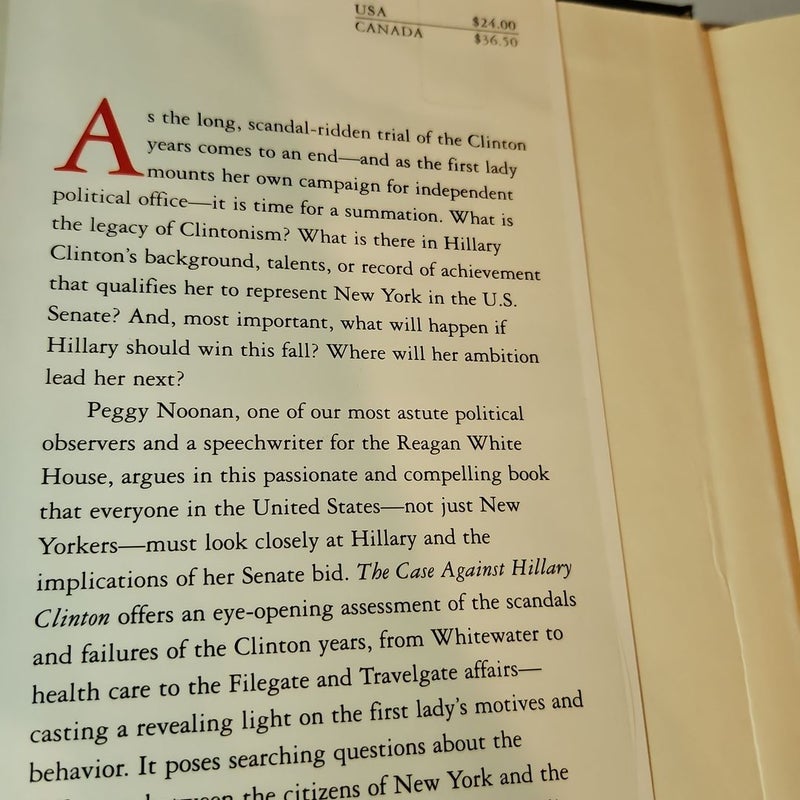 USA $24.00
CANADA $36.50
As the long, scandal-ridden trial of the Clinton
years comes to an end—and as the first lady
mounts her own campaign for independent
political office—it is time for a summation. What is
the legacy of Clintonism? What is there in Hillary
Clinton's background, talents, or record of achievement
that qualifies her to represent New York in the U.S.
Senate? And, most important, what will happen if
Hillary should win this fall? Where will her ambition
lead her next?
Peggy Noonan, one of our most astute political
observers and a speechwriter for the Reagan White
House, argues in this passionate and compelling book
that everyone in the United States—not just New
Yorkers—must look closely at Hillary and the
implications of her Senate bid. The Case Against Hillary
Clinton offers an eye-opening assessment of the scandals
and failures of the Clinton years, from Whitewater to
health care to the Filegate and Travelgate affairs—
casting a revealing light on the first lady's motives and
behavior. It poses searching questions about the
between the citizens of New York and the